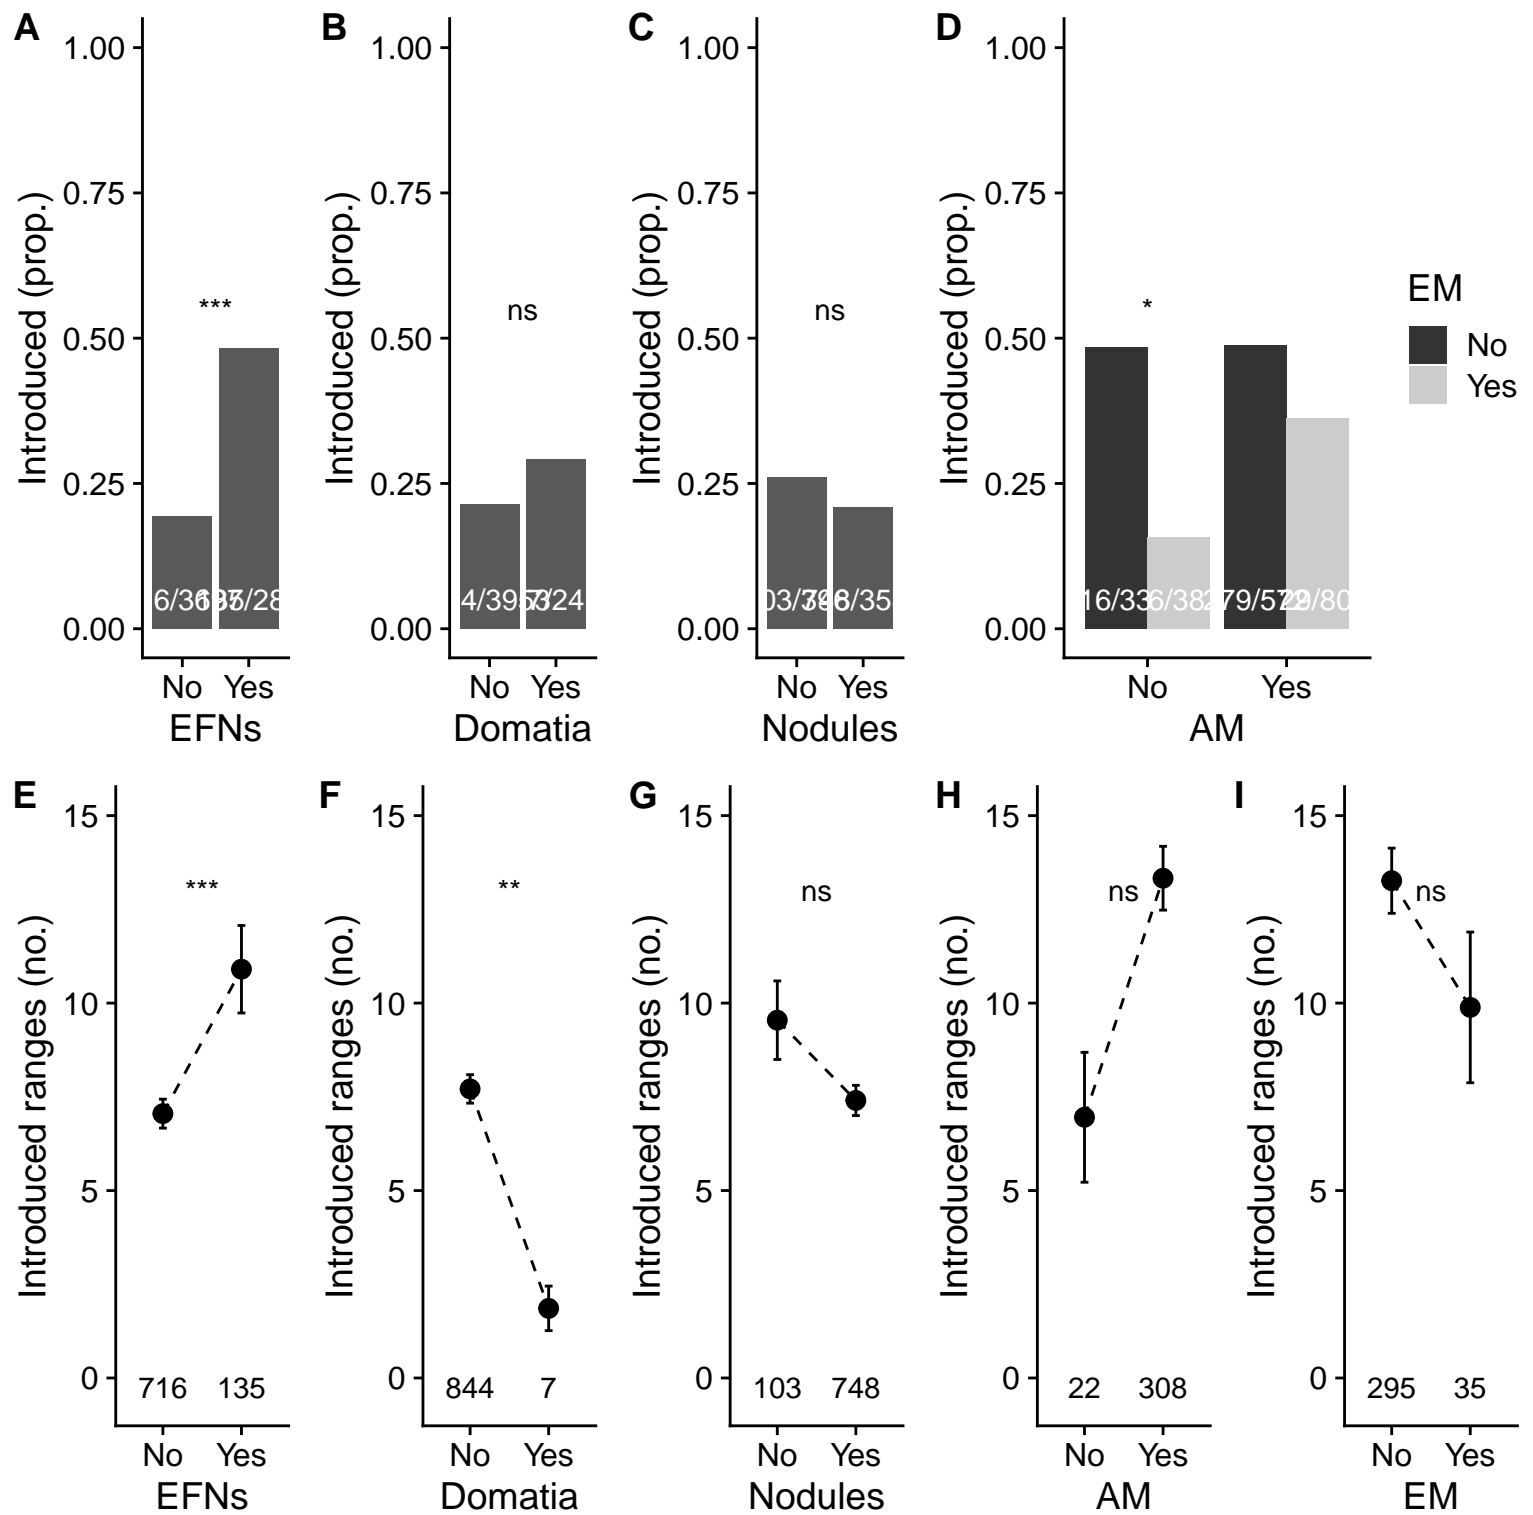 A
1.00
0.75
0.50
0.25
0.00
Introduced (prop.)
***
No Yes
EFNs
B
1.00
0.75
0.50
0.25
0.00
Introduced (prop.)
ns
No Yes
Domatia
C
1.00
0.75
0.50
0.25
0.00
Introduced (prop.)
ns
No Yes
Nodules
D
1.00
0.75
0.50
0.25
0.00
Introduced (prop.)
*
16/33
6/38
No Yes
AM
EM
No
Yes
E
15
10
5
0
Introduced ranges (no.)
***
716 135
No Yes
EFNs
F
15
10
5
0
Introduced ranges (no.)
**
844 7
No Yes
Domatia
G
15
10
5
0
Introduced ranges (no.)
ns
103 748
No Yes
Nodules
H
15
10
5
0
Introduced ranges (no.)
ns
22 308
No Yes
AM
I
15
10
5
0
Introduced ranges (no.)
ns
295 35
No Yes
EM